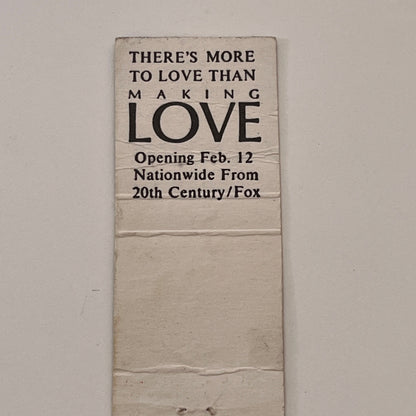 THERE'S MORE
TO LOVE THAN
MAKING
LOVE
Opening Feb. 12
Nationwide From
20th Century/Fox